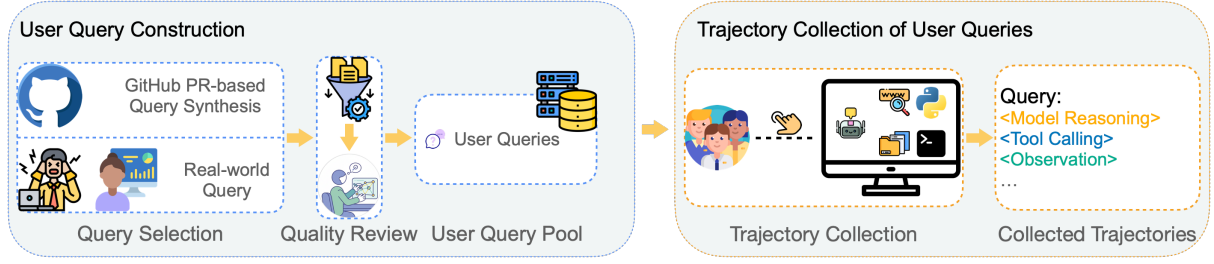 User Query Construction
GitHub PR-based
Query Synthesis
Real-world
Query
Query Selection
Quality Review
User Queries
User Query Pool
Trajectory Collection of User Queries
www
Trajectory Collection
Query:
<Model Reasoning>
<Tool Calling>
<Observation>
...
Collected Trajectories